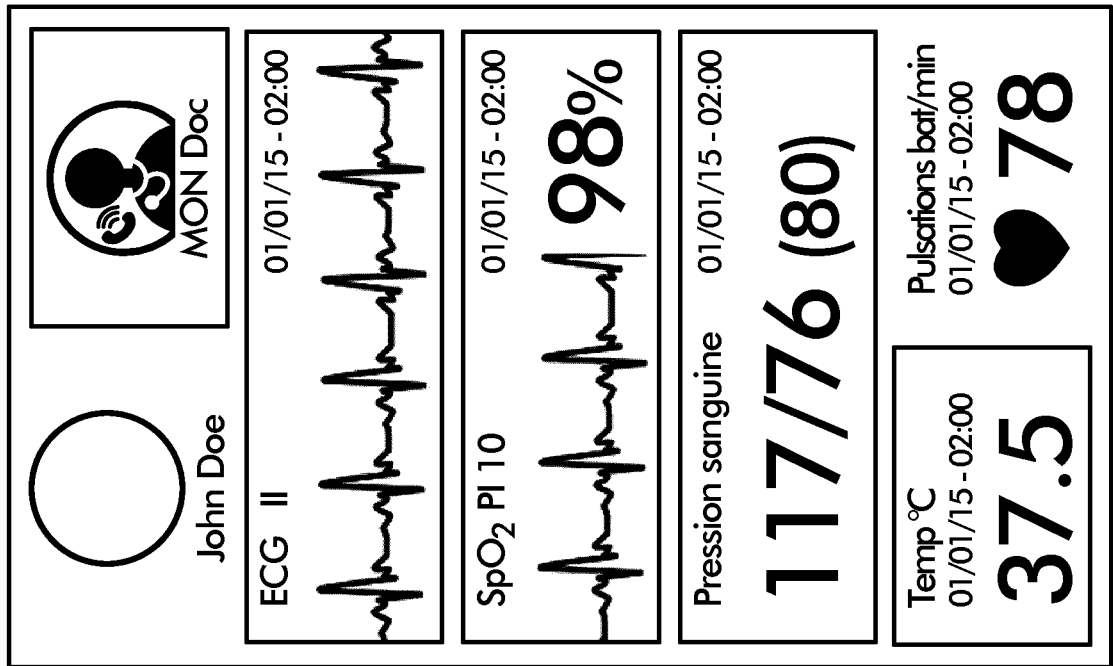 John Doe
MON Doc
ECG II 01/01/15 - 02:00
SpO₂ PI 10 01/01/15 - 02:00
98%
Pression sanguine 01/01/15 - 02:00
117/76 (80)
Temp °C
01/01/15 - 02:00
37.5
Pulsations bat/min
01/01/15 - 02:00
78